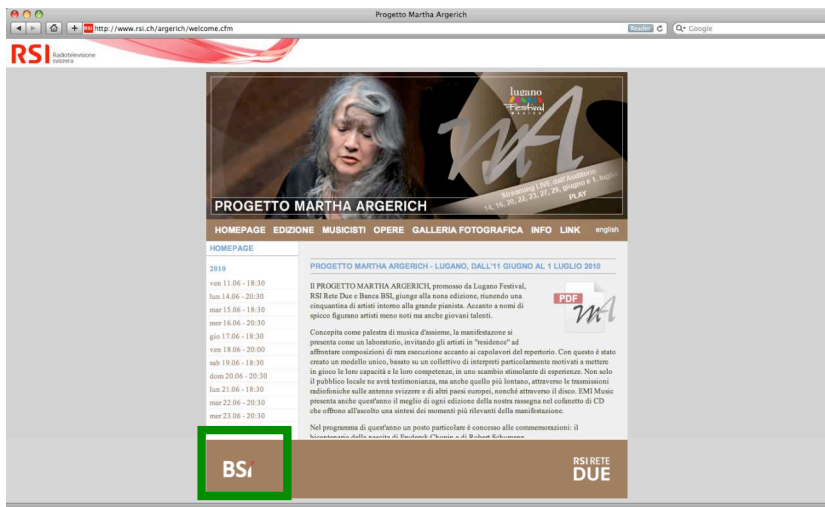 Progetto Martha Argerich
http://www.rsi.ch/argerich/welcome.cfm
Reader
Google
RSI Radiotelevisione
svizzera
lugano
Festival
MUSICA
mA
Streaming LIVE dall'Auditorio
PLAY
PROGETTO MARTHA ARGERICH
HOMEPAGE EDIZIONE MUSICISTI OPERE GALLERIA FOTOGRAFICA INFO LINK english
HOMEPAGE
2010
ven 11.06 - 18:30
lun 14.06 - 20:30
mar 15.06 - 18:30
mer 16.06 - 20:30
gio 17.06 - 18:30
ven 18.06 - 20:00
sab 19.06 - 18:30
dom 20.06 - 20:30
lun 21.06 - 18:30
mar 22.06 - 20:30
mer 23.06 - 20:30
PROGETTO MARTHA ARGERICH - LUGANO, DALL'11 GIUGNO AL 1 LUGLIO 2010
Il PROGETTO MARTHA ARGERICH, promosso da Lugano Festival,
RSI Rete Due e Banca BSI, giunge alla nona edizione, riunendo una
cinquantina di artisti intorno alla grande pianista. Accanto a nomi di
spicco figurano artisti meno noti ma anche giovani talenti.
PDF
mA
Concepita come palestra di musica d'assieme, la manifestazone si
presenta come un laboratorio, invitando gli artisti in "residence" ad
affrontare composizioni di rara esecuzione accanto ai capolavori del repertorio. Con questo è stato
creato un modello unico, basato su un collettivo di interpreti particolarmente motivati a mettere
in gioco le loro capacità e le loro competenze, in uno scambio stimolante di esperienze. Non solo
il pubblico locale ne avrà testimonianza, ma anche quello più lontano, attraverso le trasmissioni
radiofoniche sulle antenne svizzere e di altri paesi europei, nonché attraverso il disco. EMI Music
presenta anche quest'anno il meglio di ogni edizione della nostra rassegna nel cofanetto di CD
che offrono all'ascolto una sintesi dei momenti più rilevanti della manifestazione.
Nel programma di quest'anno un posto particolare è concesso alle commemorazioni: il
bicentenario della nascita di Fryderyk Chopin e di Robert Schumann
BSI
RSI RETE
DUE